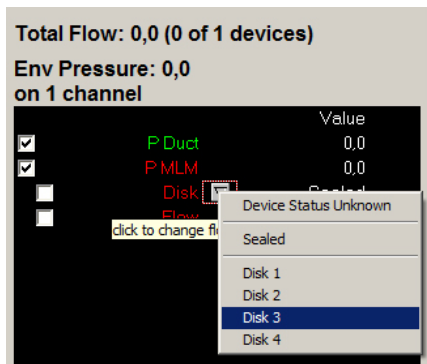 Total Flow: 0,0 (0 of 1 devices)
Env Pressure: 0,0
on 1 channel
Value
P Duct 0,0
P MLM 0,0
Disk Sealed
Flow
click to change fl
Device Status Unknown
Sealed
Disk 1
Disk 2
Disk 3
Disk 4